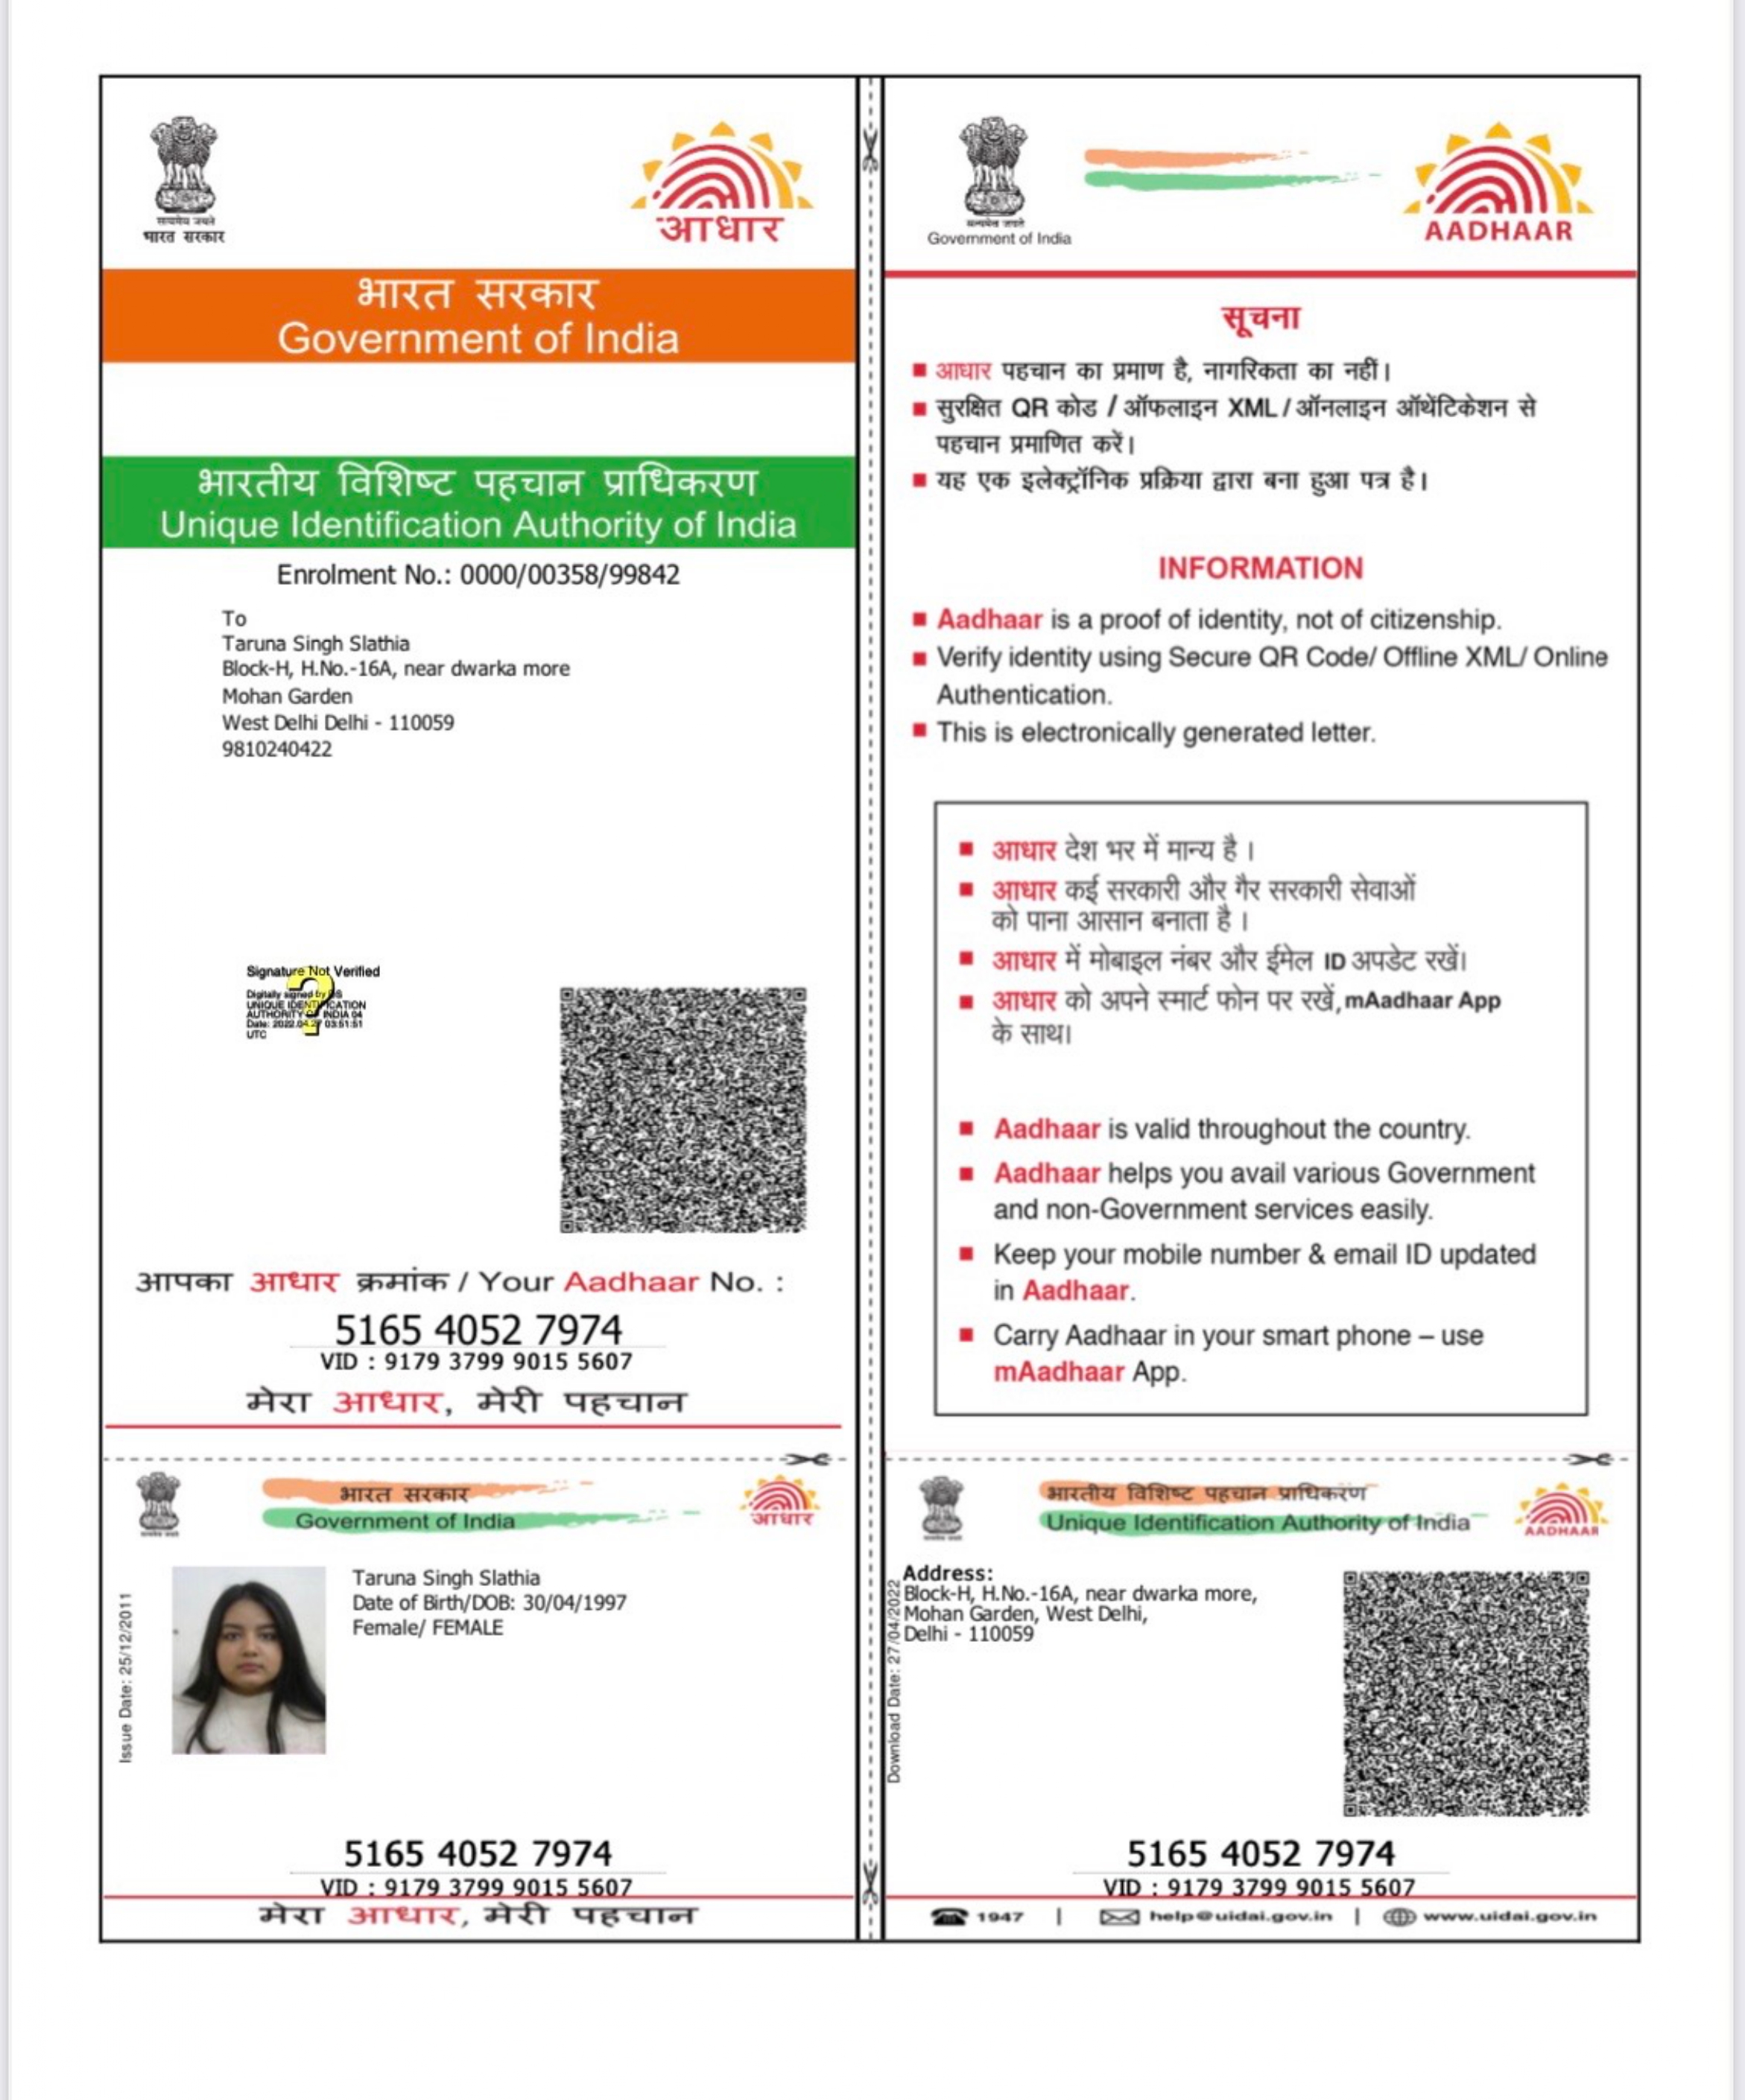 सत्यमेव जयते
भारत सरकार
आधार
भारत सरकार
Government of India
भारतीय विशिष्ट पहचान प्राधिकरण
Unique Identification Authority of India
Enrolment No.: 0000/00358/99842
To
Taruna Singh Slathia
Block-H, H.No.-16A, near dwarka more
Mohan Garden
West Delhi Delhi - 110059
9810240422
Signature Not Verified
Digitally signed by DS
UNIQUE IDENTIFICATION
AUTHORITY OF INDIA 04
Date: 2022.04.27 03:51:51
UTC
आपका आधार क्रमांक / Your Aadhaar No. :
5165 4052 7974
VID : 9179 3799 9015 5607
मेरा आधार, मेरी पहचान
भारत सरकार
Government of India
आधार
Issue Date: 25/12/2011
Taruna Singh Slathia
Date of Birth/DOB: 30/04/1997
Female/ FEMALE
5165 4052 7974
VID : 9179 3799 9015 5607
मेरा आधार, मेरी पहचान
सत्यमेव जयते
Government of India
AADHAAR
सूचना
आधार पहचान का प्रमाण है, नागरिकता का नहीं।
सुरक्षित QR कोड / ऑफलाइन XML / ऑनलाइन ऑथेंटिकेशन से
पहचान प्रमाणित करें।
यह एक इलेक्ट्रॉनिक प्रक्रिया द्वारा बना हुआ पत्र है।
INFORMATION
Aadhaar is a proof of identity, not of citizenship.
Verify identity using Secure QR Code/ Offline XML/ Online
Authentication.
This is electronically generated letter.
आधार देश भर में मान्य है ।
आधार कई सरकारी और गैर सरकारी सेवाओं
को पाना आसान बनाता है ।
आधार में मोबाइल नंबर और ईमेल ID अपडेट रखें।
आधार को अपने स्मार्ट फोन पर रखें, mAadhaar App
के साथ।
Aadhaar is valid throughout the country.
Aadhaar helps you avail various Government
and non-Government services easily.
Keep your mobile number & email ID updated
in Aadhaar.
Carry Aadhaar in your smart phone – use
mAadhaar App.
भारतीय विशिष्ट पहचान प्राधिकरण
Unique Identification Authority of India
AADHAAR
Download Date: 27/04/2022
Address:
Block-H, H.No.-16A, near dwarka more,
Mohan Garden, West Delhi,
Delhi - 110059
5165 4052 7974
VID : 9179 3799 9015 5607
1947 | help@uidai.gov.in | www.uidai.gov.in